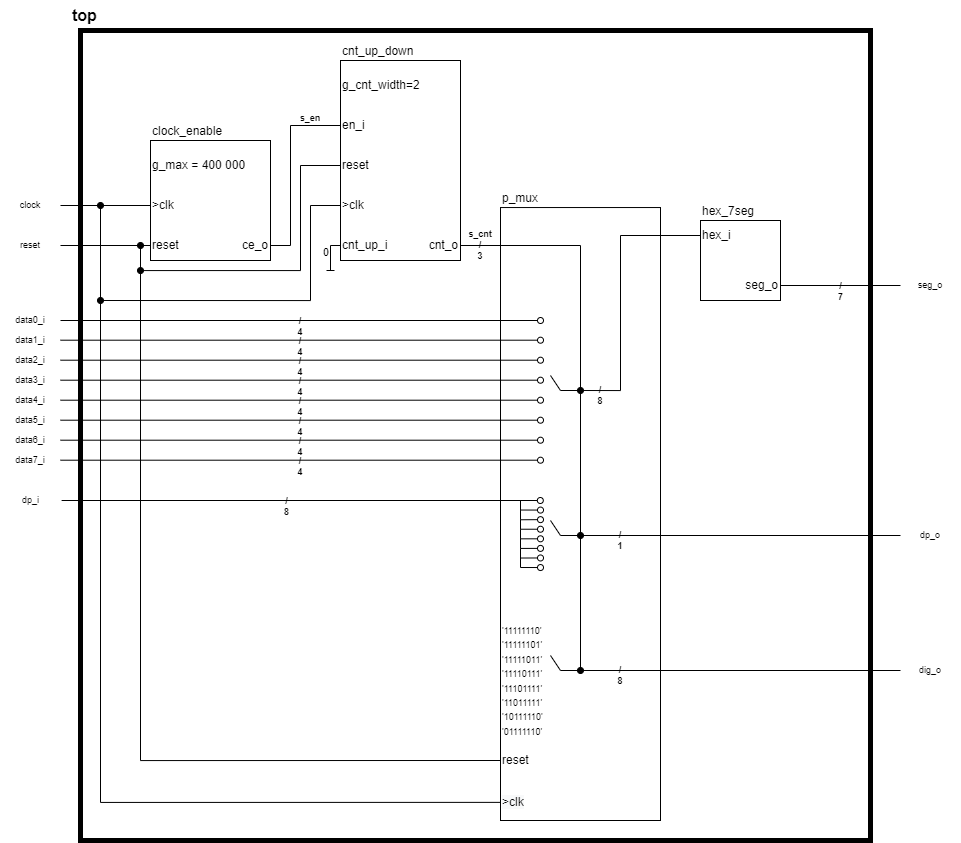 top
cnt_up_down
g_cnt_width=2
s_en
en_i
clock_enable
g_max = 400 000
reset
clock
>clk
>clk
p_mux
hex_7seg
hex_i
s_cnt
reset
reset
ce_o
0
cnt_up_i
cnt_o
/
3
seg_o
/
7
seg_o
data0_i
/
4
data1_i
/
4
data2_i
/
4
data3_i
/
4
/
8
data4_i
/
4
data5_i
/
4
data6_i
/
4
data7_i
/
4
dp_i
/
8
/
1
dp_o
'11111110'
'11111101'
'11111011'
'11110111'
'11101111'
'11011111'
'10111110'
'01111110'
/
8
dig_o
reset
>clk